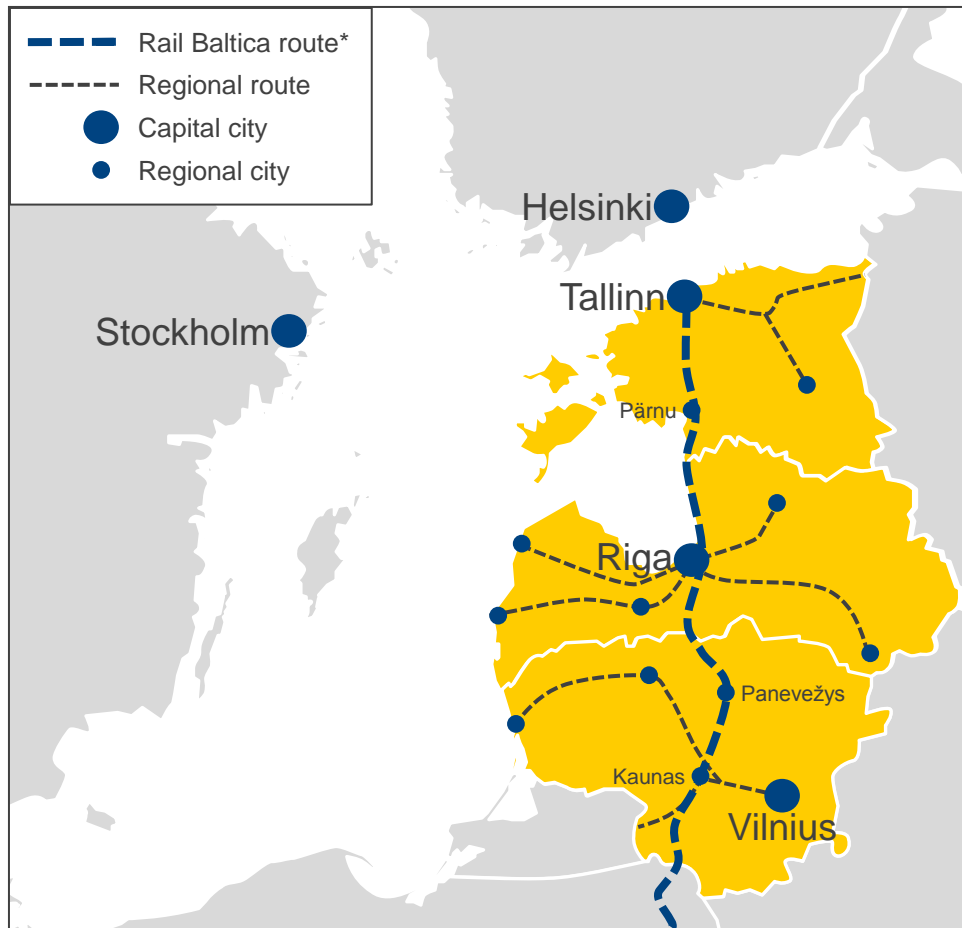 Rail Baltica route*
Regional route
Capital city
Regional city
Helsinki
Tallinn
Stockholm
Pärnu
Riga
Panevežys
Kaunas
Vilnius